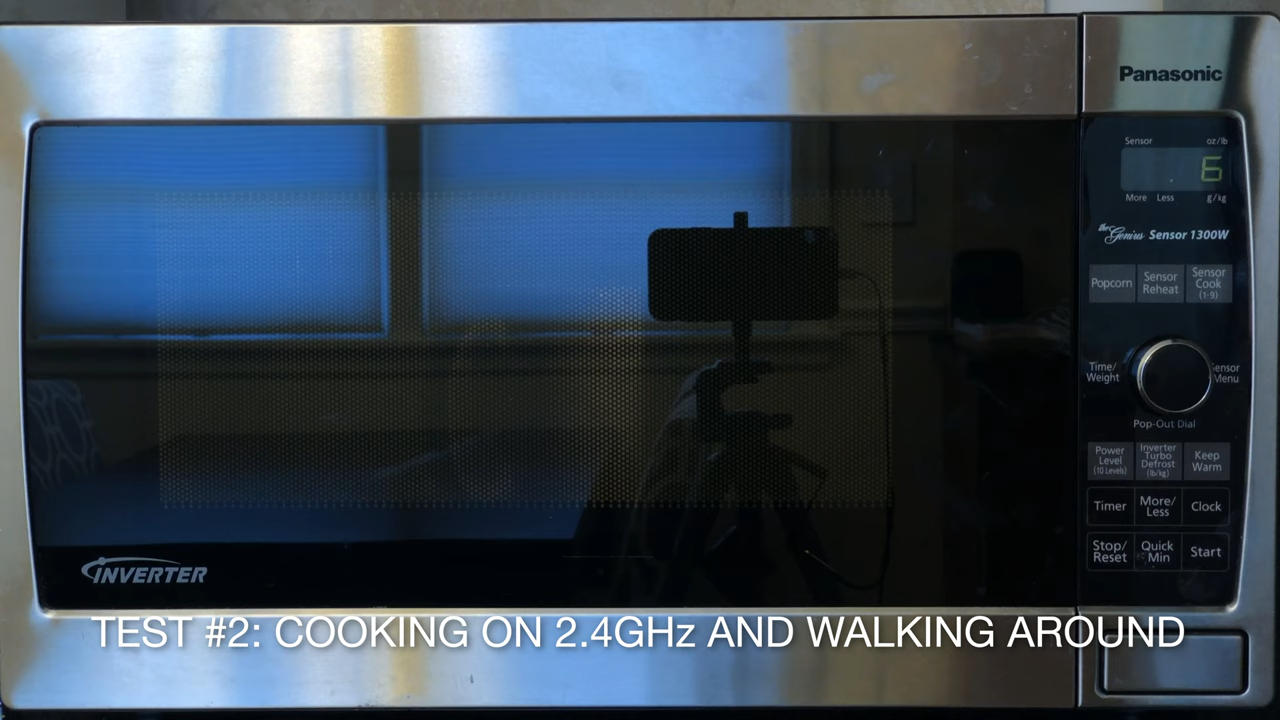 Panasonic
Sensor oz/lb
6
More Less g/kg
the Genius Sensor 1300W
Popcorn
Sensor
Reheat
Sensor
Cook
(1-9)
Time/
Weight
Sensor
Menu
Pop-Out Dial
Power
Level
(10 Levels)
Inverter
Turbo
Defrost
(lb/kg)
Keep
Warm
Timer
More/
Less
Clock
Stop/
Reset
Quick
Min
Start
INVERTER
TEST #2: COOKING ON 2.4GHz AND WALKING AROUND